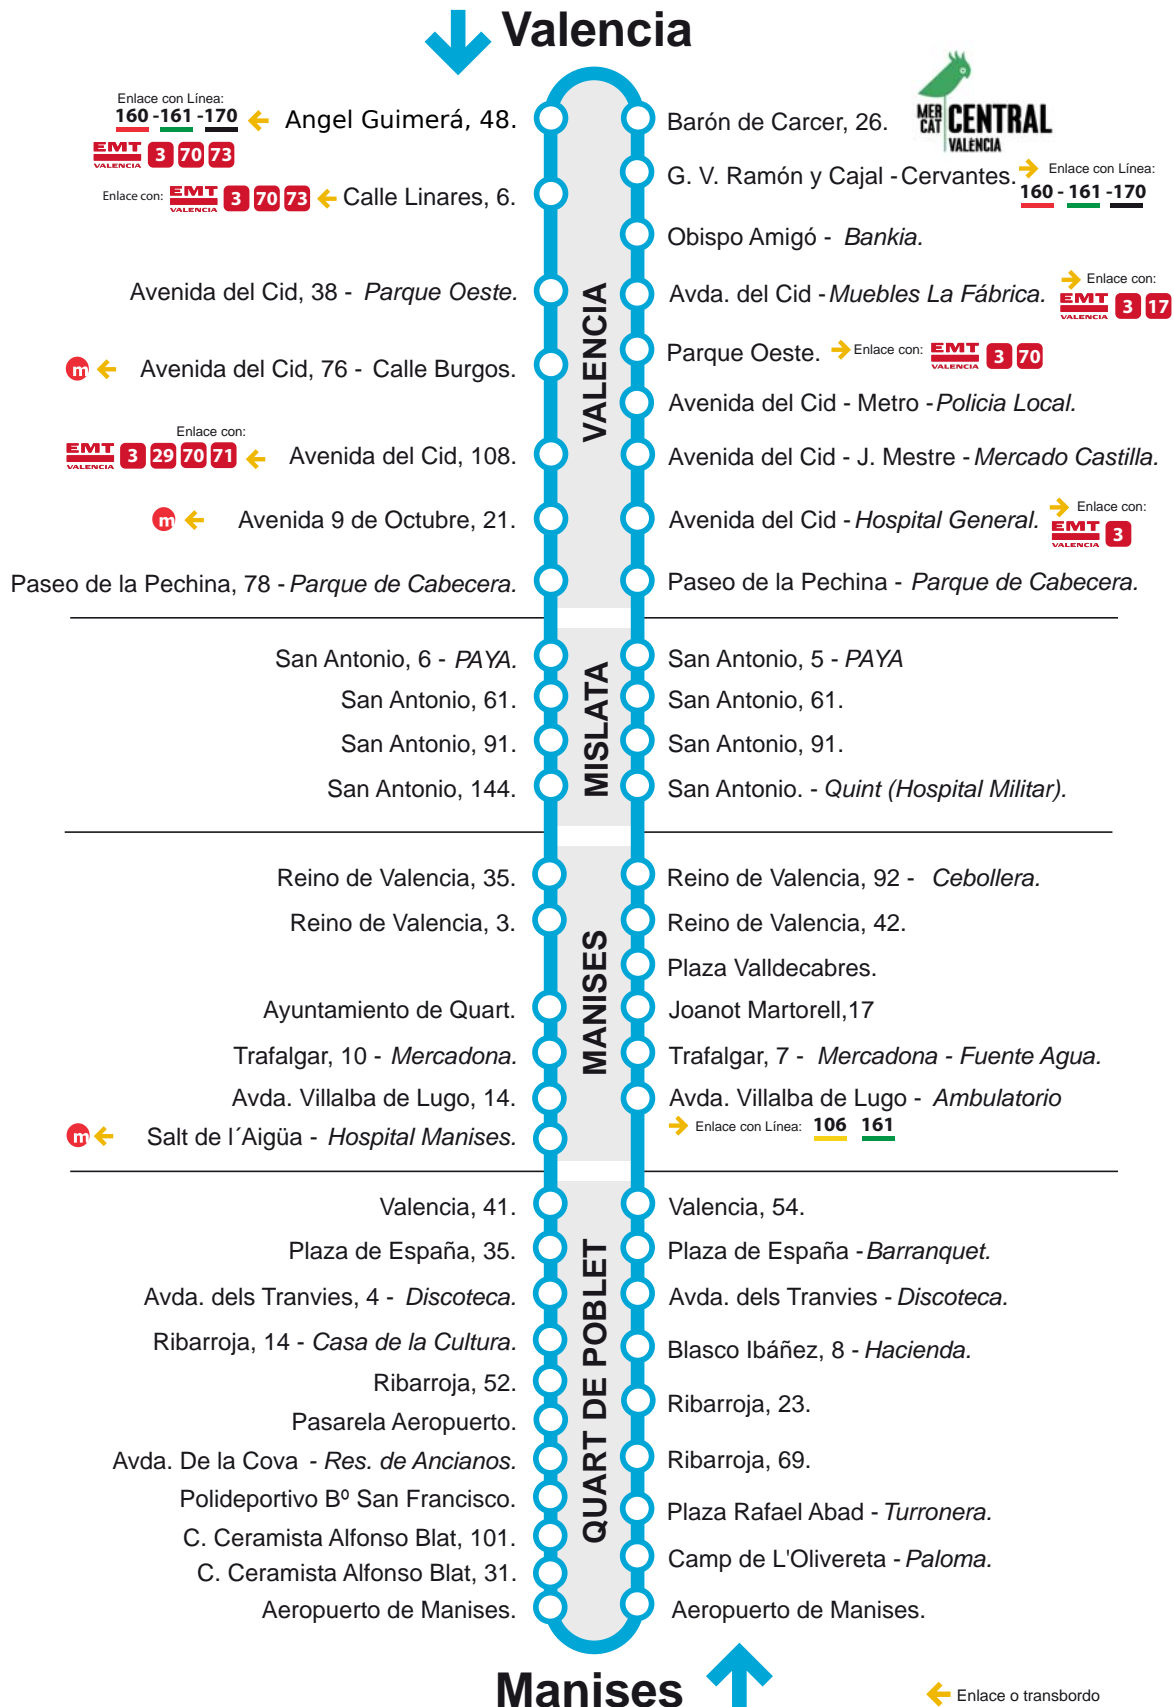 Valencia
Enlace con Línea:
160 - 161 - 170
Angel Guimerá, 48.
EMT VALENCIA 3 70 73
Enlace con: EMT VALENCIA 3 70 73
Calle Linares, 6.
Avenida del Cid, 38 - Parque Oeste.
m
Avenida del Cid, 76 - Calle Burgos.
Enlace con:
EMT VALENCIA 3 29 70 71
Avenida del Cid, 108.
m
Avenida 9 de Octubre, 21.
Paseo de la Pechina, 78 - Parque de Cabecera.
MERCAT CENTRAL VALÈNCIA
Barón de Carcer, 26.
G. V. Ramón y Cajal - Cervantes.
Enlace con Línea:
160 - 161 - 170
Obispo Amigó - Bankia.
Avda. del Cid - Muebles La Fábrica.
Enlace con:
EMT VALENCIA 3 17
Parque Oeste.
Enlace con: EMT VALENCIA 3 70
Avenida del Cid - Metro - Policia Local.
Avenida del Cid - J. Mestre - Mercado Castilla.
Avenida del Cid - Hospital General.
Enlace con:
EMT VALENCIA 3
Paseo de la Pechina - Parque de Cabecera.
VALENCIA
San Antonio, 6 - PAYA.
San Antonio, 61.
San Antonio, 91.
San Antonio, 144.
San Antonio, 5 - PAYA
San Antonio, 61.
San Antonio, 91.
San Antonio. - Quint (Hospital Militar).
MISLATA
Reino de Valencia, 35.
Reino de Valencia, 3.
Ayuntamiento de Quart.
Trafalgar, 10 - Mercadona.
Avda. Villalba de Lugo, 14.
m
Salt de l´Aigüa - Hospital Manises.
Reino de Valencia, 92 - Cebollera.
Reino de Valencia, 42.
Plaza Valldecabres.
Joanot Martorell,17
Trafalgar, 7 - Mercadona - Fuente Agua.
Avda. Villalba de Lugo - Ambulatorio
Enlace con Línea: 106 161
MANISES
Valencia, 41.
Plaza de España, 35.
Avda. dels Tranvies, 4 - Discoteca.
Ribarroja, 14 - Casa de la Cultura.
Ribarroja, 52.
Pasarela Aeropuerto.
Avda. De la Cova - Res. de Ancianos.
Polideportivo Bº San Francisco.
C. Ceramista Alfonso Blat, 101.
C. Ceramista Alfonso Blat, 31.
Aeropuerto de Manises.
Valencia, 54.
Plaza de España - Barranquet.
Avda. dels Tranvies - Discoteca.
Blasco Ibáñez, 8 - Hacienda.
Ribarroja, 23.
Ribarroja, 69.
Plaza Rafael Abad - Turronera.
Camp de L'Olivereta - Paloma.
Aeropuerto de Manises.
QUART DE POBLET
Manises
Enlace o transbordo